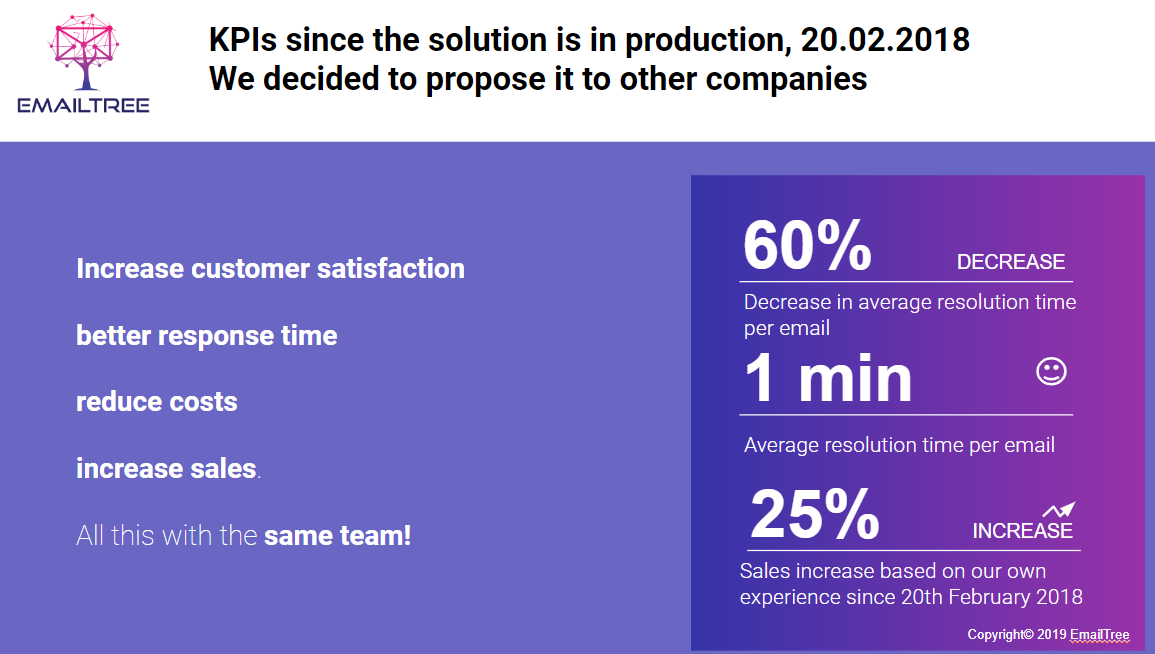 EMAILTREE
KPIs since the solution is in production, 20.02.2018
We decided to propose it to other companies
Increase customer satisfaction
better response time
reduce costs
increase sales.
All this with the same team!
60%
DECREASE
Decrease in average resolution time
per email
1 min
Average resolution time per email
25%
INCREASE
Sales increase based on our own
experience since 20th February 2018
Copyright© 2019 EmailTree